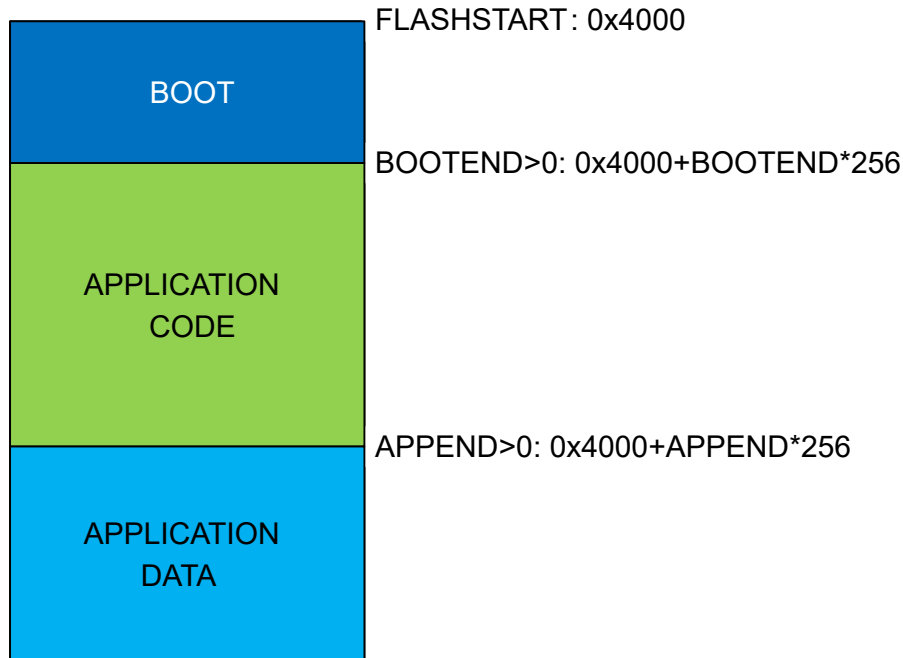 FLASHSTART: 0x4000
BOOT
BOOTEND>0: 0x4000+BOOTEND*256
APPLICATION
CODE
APPEND>0: 0x4000+APPEND*256
APPLICATION
DATA